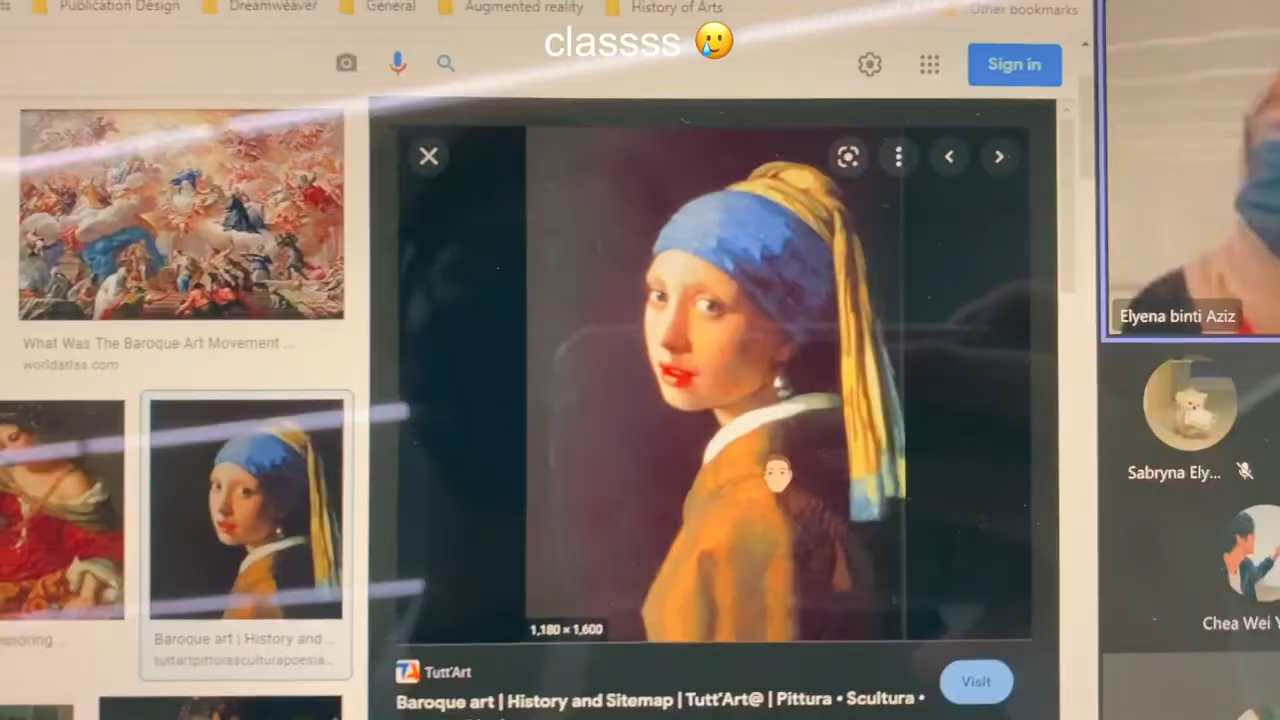 Publication Design
Dreamweaver
General
Augmented reality
History of Arts
Other bookmarks
classss 🥲
Sign in
What Was The Baroque Art Movement ...
worldatlas.com
Elyena binti Aziz
Sabryna Ely...
Chea Wei Y
1,180 × 1,600
Baroque art | History and ...
tuttartpitturasculturapoesia...
Tutt'Art
Visit
Baroque art | History and Sitemap | Tutt'Art@ | Pittura • Scultura •